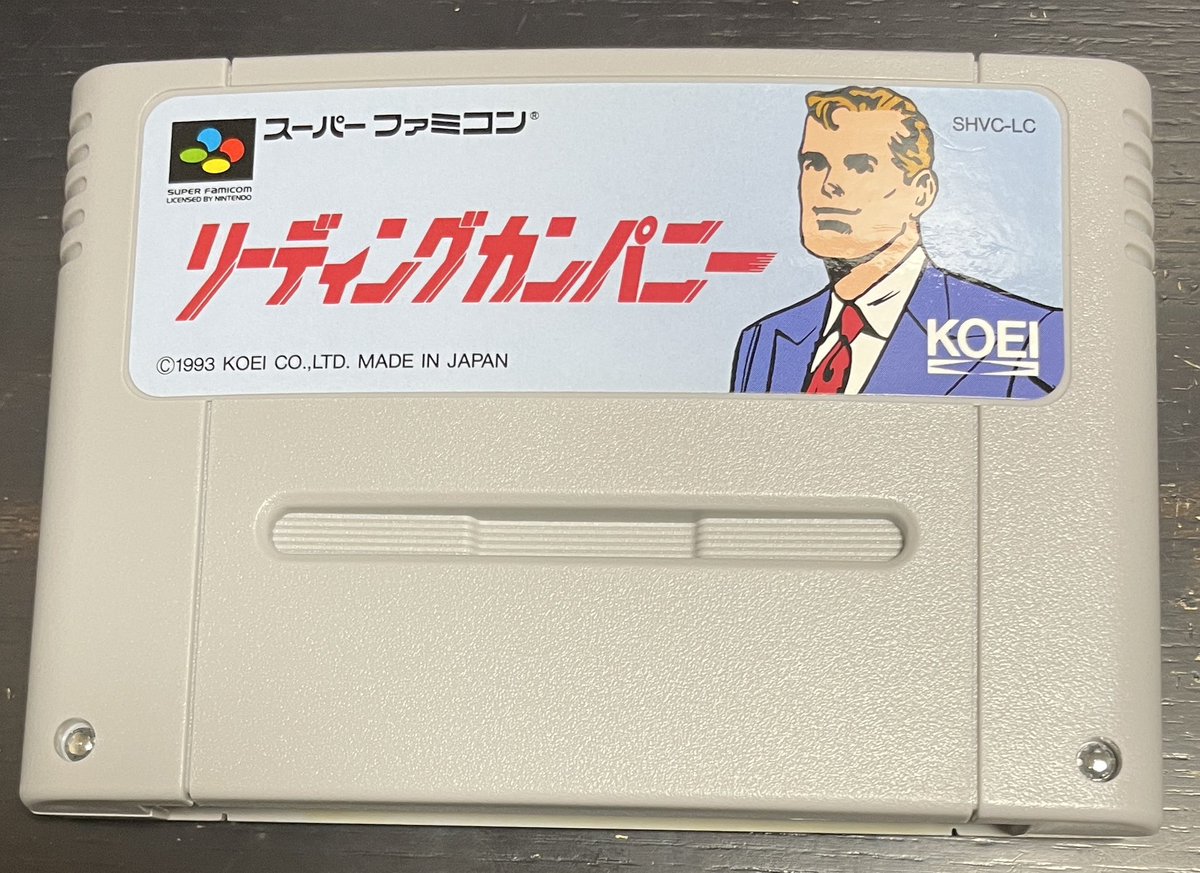 スーパーファミコン®
SHVC-LC
SUPER FAMICOM
LICENSED BY NINTENDO
リーディングカンパニー
KOEI
©1993 KOEI CO.,LTD. MADE IN JAPAN